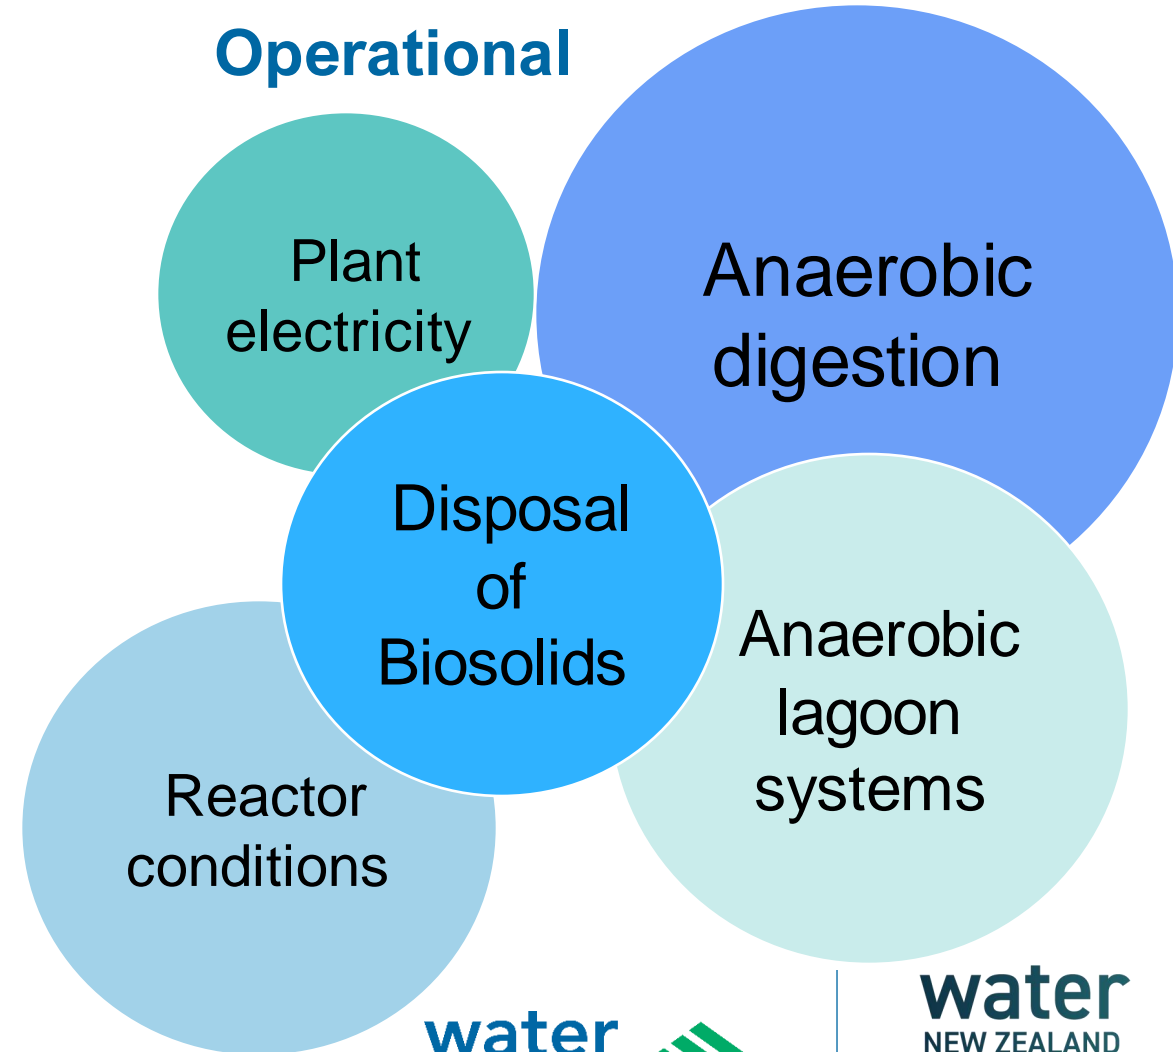 Operational
Plant
electricity
Anaerobic
digestion
Disposal
of
Biosolids
Anaerobic
lagoon
systems
Reactor
conditions
water
water
NEW ZEALAND